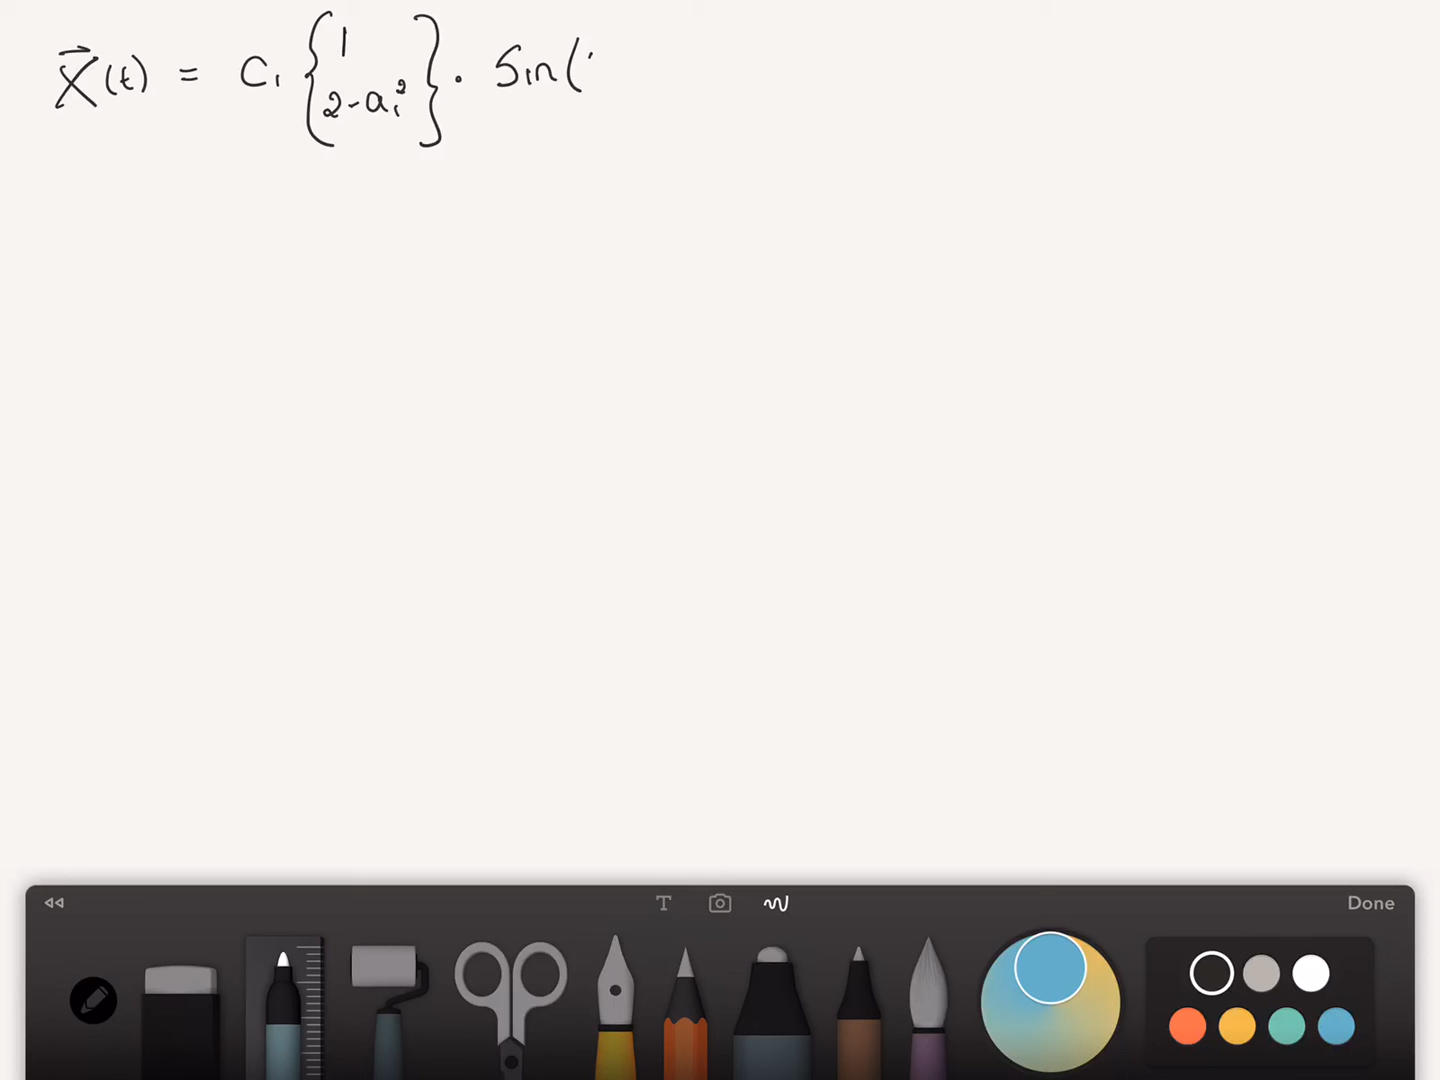 X⃗(t) = C₁ { 1
2-a₁² } · Sin(
T
Done